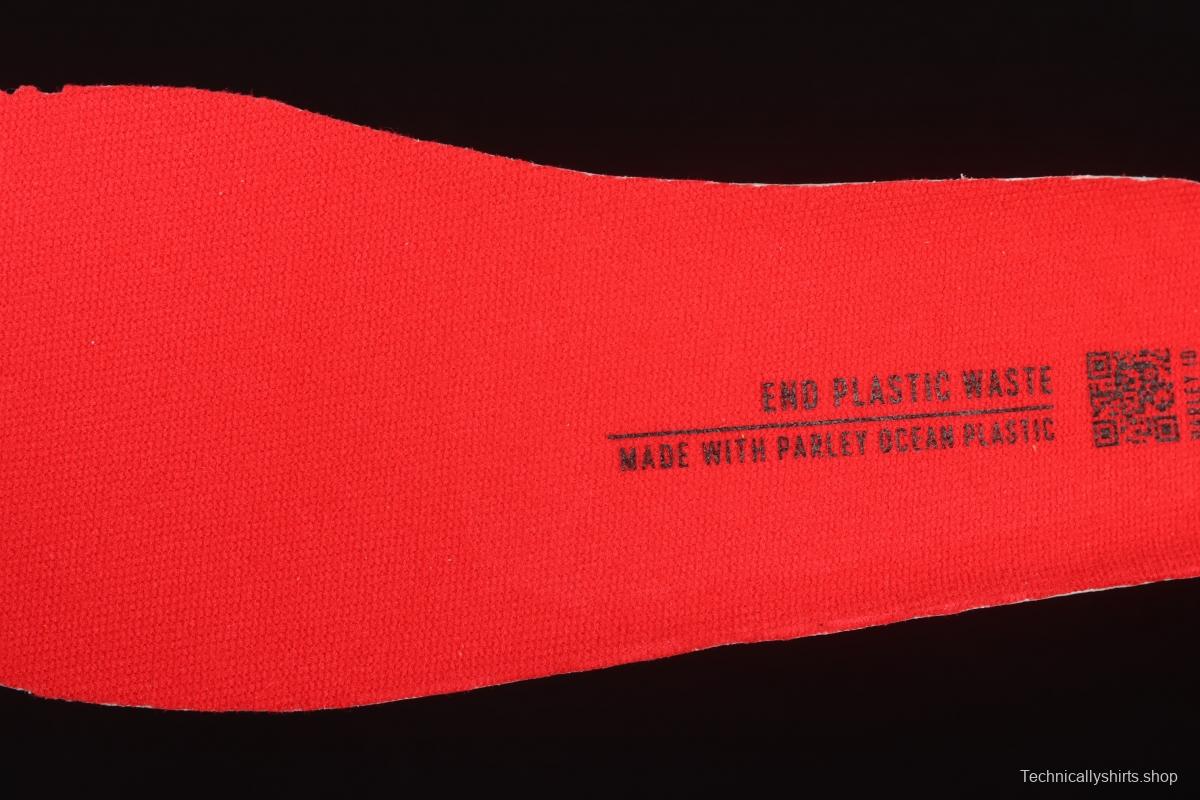 END PLASTIC WASTE
MADE WITH PARLEY OCEAN PLASTIC
Technicallyshirts.shop